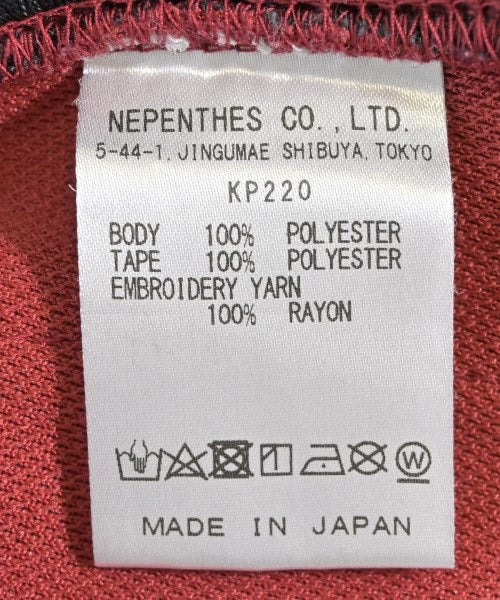 NEPENTHES CO.,LTD.
5-44-1, JINGUMAE SHIBUYA, TOKYO
KP220
BODY 100% POLYESTER
TAPE 100% POLYESTER
EMBROIDERY YARN
100% RAYON
W
MADE IN JAPAN